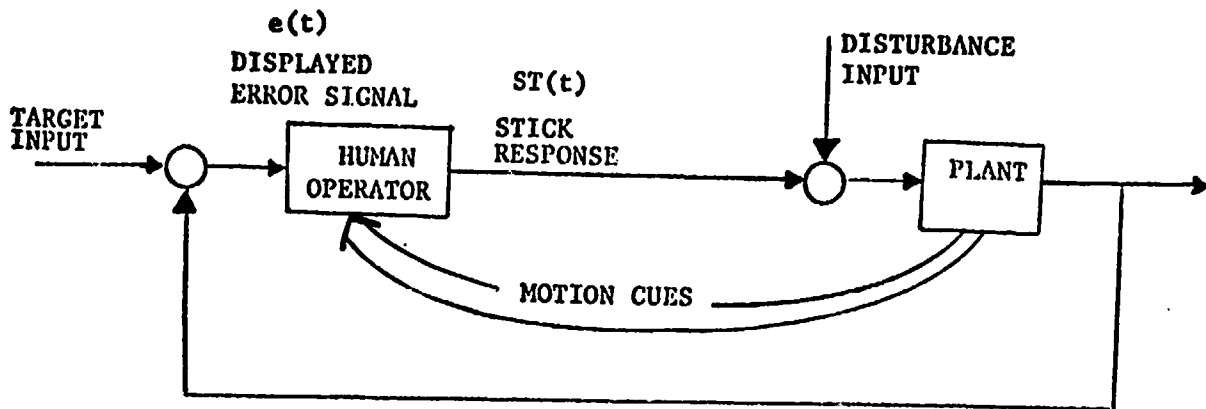 e(t)
DISPLAYED
ERROR SIGNAL
TARGET
INPUT
HUMAN
OPERATOR
ST(t)
STICK
RESPONSE
DISTURBANCE
INPUT
PLANT
MOTION CUES